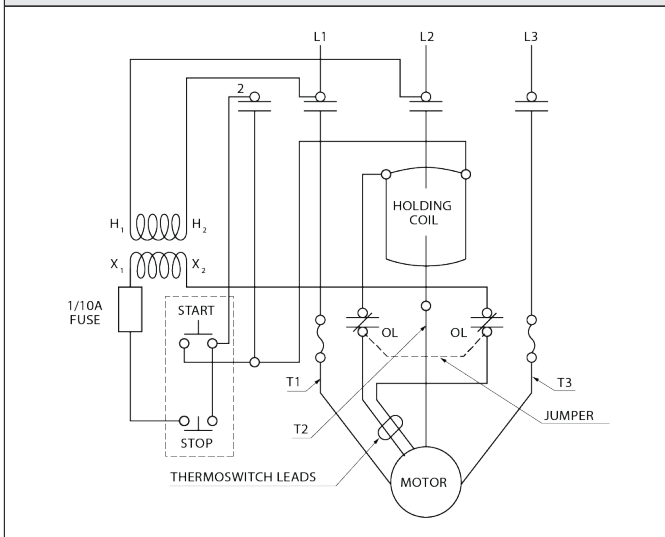 L1
L2
L3
2
HOLDING
COIL
H1
H2
X1
X2
1/10A
FUSE
START
OL
OL
T1
T3
T2
JUMPER
STOP
THERMOSWITCH LEADS
MOTOR